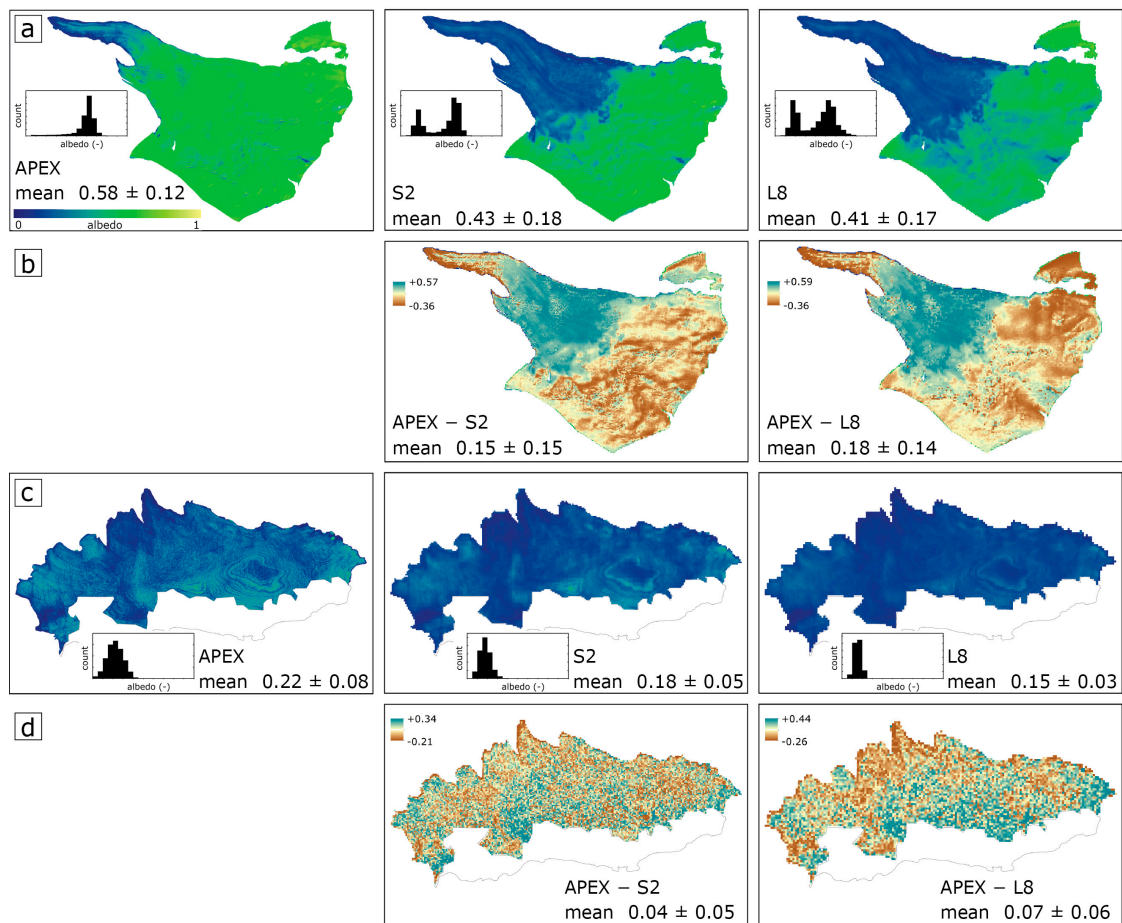 a
count
albedo (-)
APEX
mean 0.58 ± 0.12
0 albedo 1
count
albedo (-)
S2
mean 0.43 ± 0.18
count
albedo (-)
L8
mean 0.41 ± 0.17
b
+0.57
-0.36
APEX – S2
mean 0.15 ± 0.15
+0.59
-0.36
APEX – L8
mean 0.18 ± 0.14
c
count
albedo (-)
APEX
mean 0.22 ± 0.08
count
albedo (-)
S2
mean 0.18 ± 0.05
count
albedo (-)
L8
mean 0.15 ± 0.03
d
+0.34
-0.21
APEX – S2
mean 0.04 ± 0.05
+0.44
-0.26
APEX – L8
mean 0.07 ± 0.06